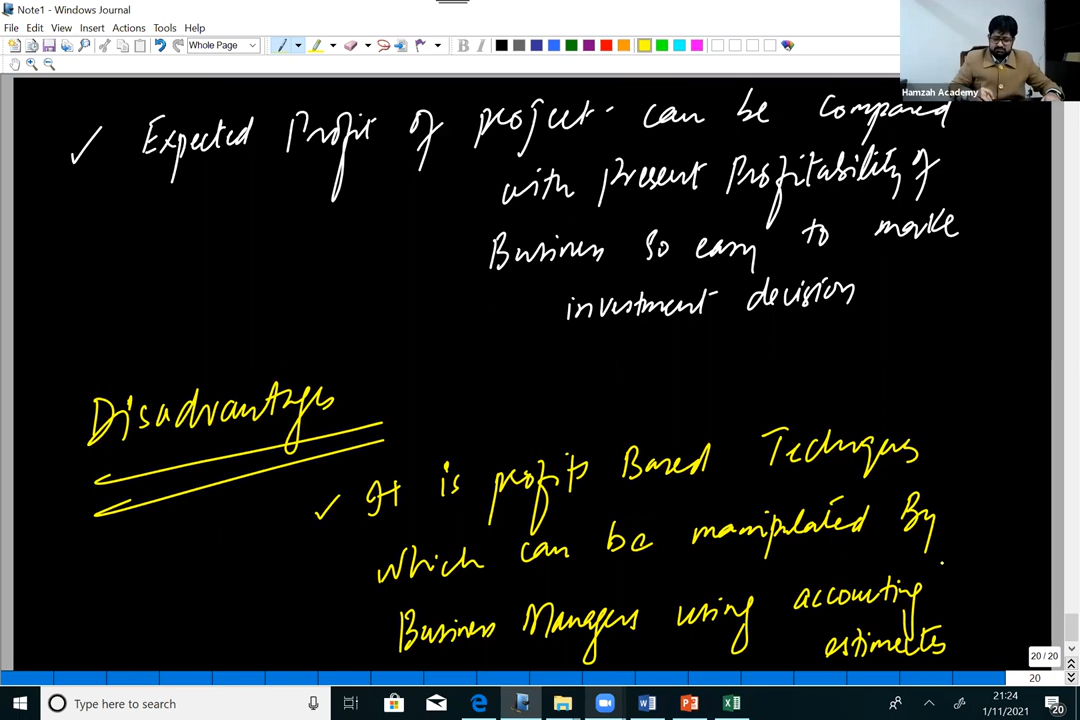 Note1 - Windows Journal
File Edit View Insert Actions Tools Help
Whole Page
B I
Hamzah Academy
✓ Expected Profit of project can be compared
with present Profitability of
Business so easy to make
investment decision
Disadvantages
✓ It is profits Based Techniques
which can be manipulated By
Business Managers using accounting
estimates
20 / 20
20
Type here to search
21:24
1/11/2021
20